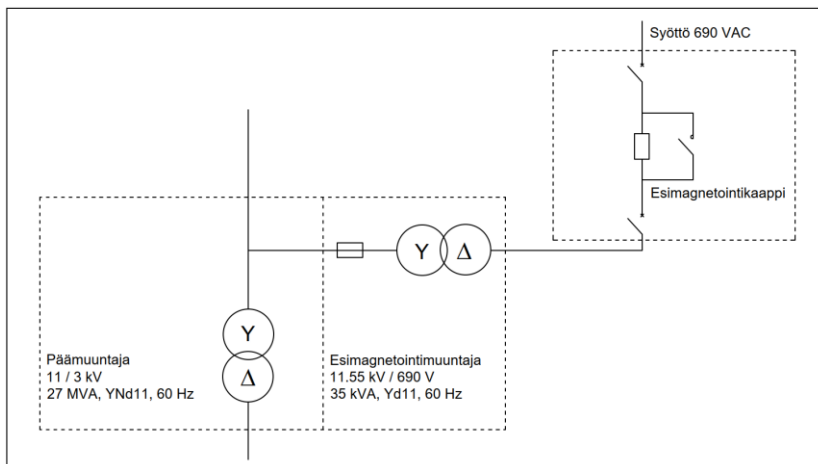 Syöttö 690 VAC
Esimagnetointikaappi
Y
Δ
Y
Δ
Päämuuntaja
11 / 3 kV
27 MVA, YNd11, 60 Hz
Esimagnetointimuuntaja
11.55 kV / 690 V
35 kVA, Yd11, 60 Hz